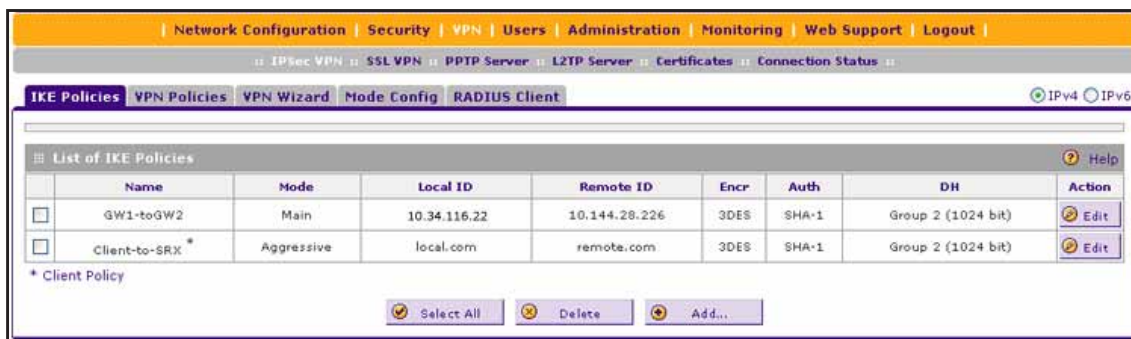 Network Configuration | Security | VPN | Users | Administration | Monitoring | Web Support | Logout
IPSec VPN :: SSL VPN :: PPTP Server :: L2TP Server :: Certificates :: Connection Status
IKE Policies VPN Policies VPN Wizard Mode Config RADIUS Client IPv4 IPv6
List of IKE Policies Help
Name Mode Local ID Remote ID Encr Auth DH Action
GW1-toGW2 Main 10.34.116.22 10.144.28.226 3DES SHA-1 Group 2 (1024 bit) Edit
Client-to-SRX * Aggressive local.com remote.com 3DES SHA-1 Group 2 (1024 bit) Edit
* Client Policy
Select All Delete Add...